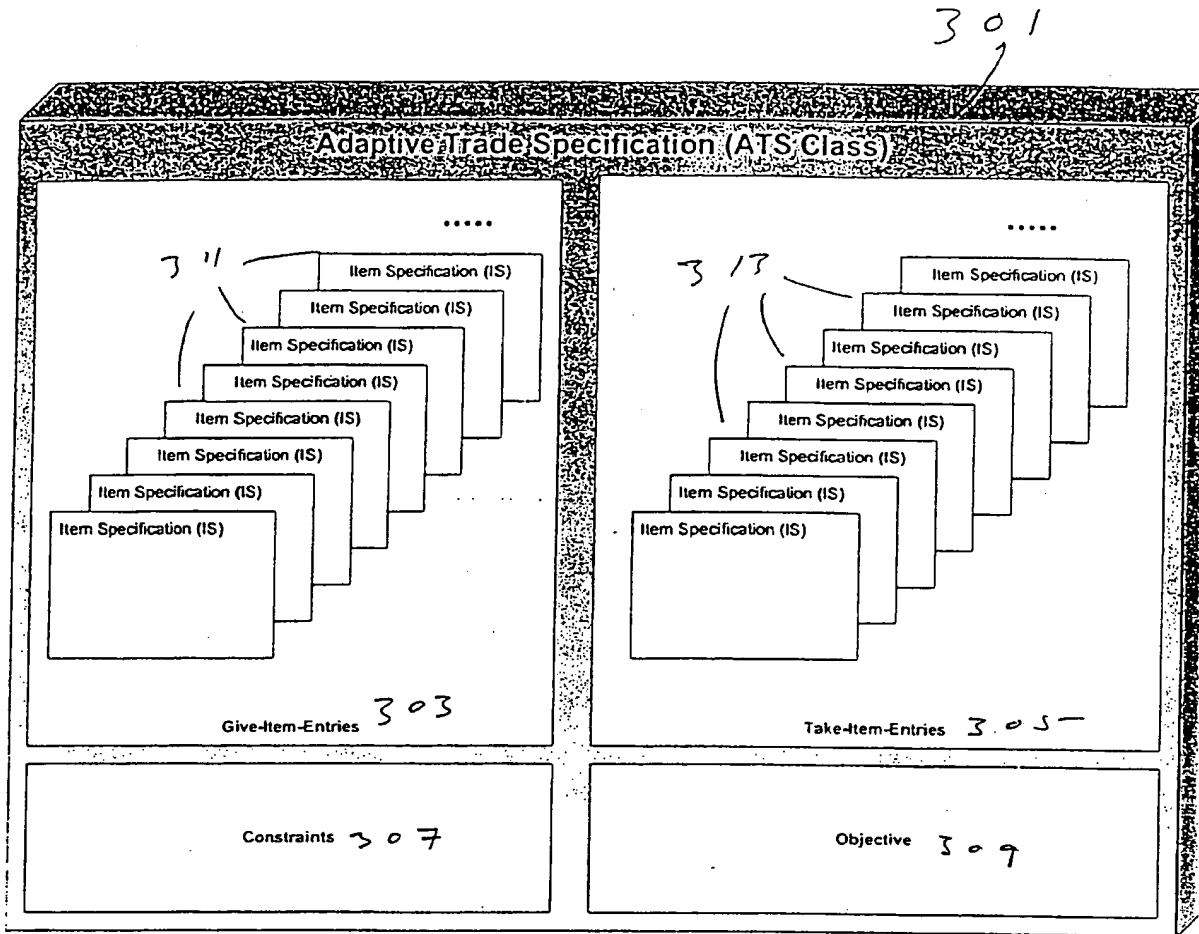 301
Adaptive Trade Specification (ATS Class)
.....
311
Item Specification (IS)
Item Specification (IS)
Item Specification (IS)
Item Specification (IS)
Item Specification (IS)
Item Specification (IS)
Item Specification (IS)
Item Specification (IS)
Give-Item-Entries 303
.....
313
Item Specification (IS)
Item Specification (IS)
Item Specification (IS)
Item Specification (IS)
Item Specification (IS)
Item Specification (IS)
Item Specification (IS)
Item Specification (IS)
Take-Item-Entries 305
Constraints 307
Objective 309